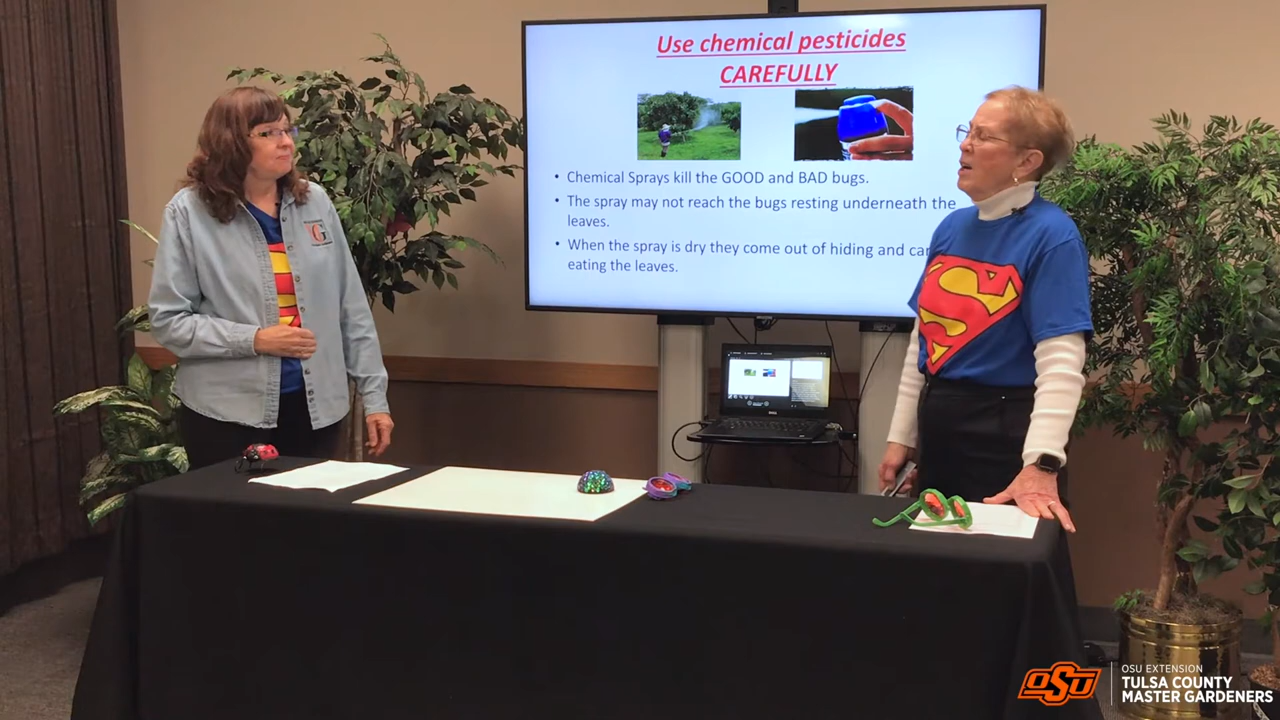 Use chemical pesticides
CAREFULLY
• Chemical Sprays kill the GOOD and BAD bugs.
• The spray may not reach the bugs resting underneath the
leaves.
• When the spray is dry they come out of hiding and
eating the leaves.
S
G
DELL
OSU
OSU EXTENSION
TULSA COUNTY
MASTER GARDENERS